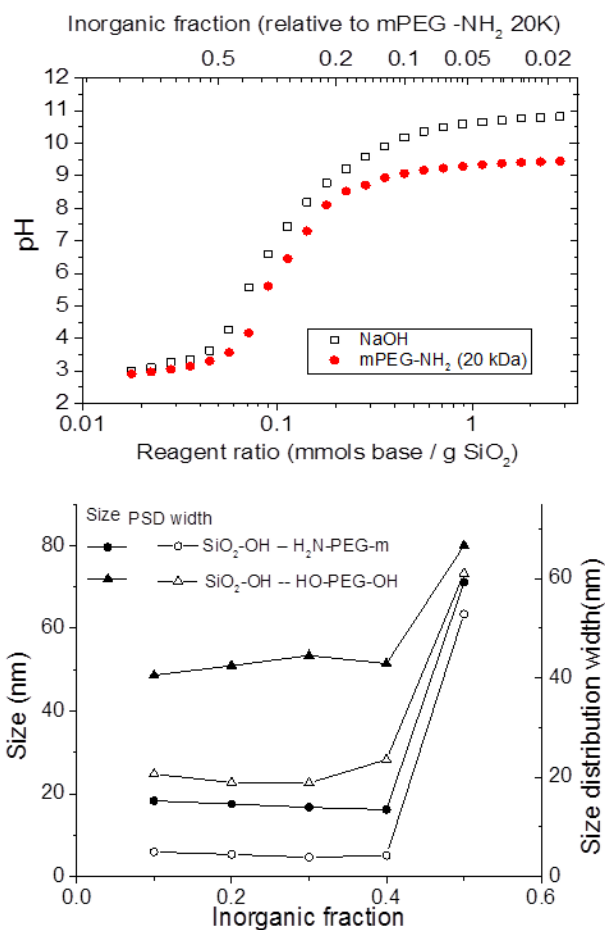 Inorganic fraction (relative to mPEG -NH₂ 20K)
0.5 0.2 0.1 0.05 0.02
12
11
10
9
8
7
6
5
4
3
2
pH
NaOH
mPEG-NH₂ (20 kDa)
0.01 0.1 1
Reagent ratio (mmols base / g SiO₂)
Size PSD width
SiO₂-OH – H₂N-PEG-m
SiO₂-OH -- HO-PEG-OH
80
60
40
20
0
Size (nm)
60
40
20
0
Size distribution width(nm)
0.0 0.2 0.4 0.6
Inorganic fraction